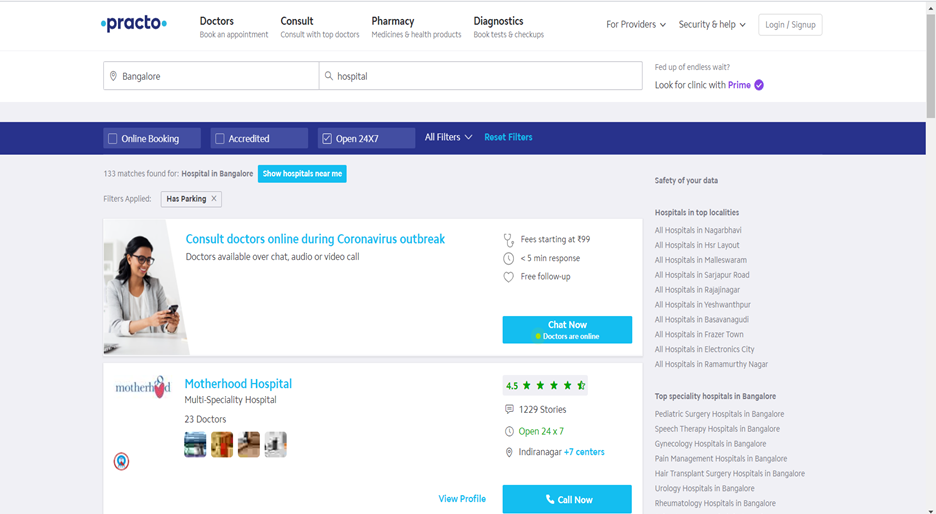 practo
Doctors
Book an appointment
Consult
Consult with top doctors
Pharmacy
Medicines & health products
Diagnostics
Book tests & checkups
For Providers
Security & help
Login / Signup
Bangalore
hospital
Fed up of endless wait?
Look for clinic with Prime
Online Booking
Accredited
Open 24X7
All Filters
Reset Filters
133 matches found for: Hospital in Bangalore
Show hospitals near me
Filters Applied:
Has Parking X
Consult doctors online during Coronavirus outbreak
Doctors available over chat, audio or video call
Fees starting at ₹99
< 5 min response
Free follow-up
Chat Now
Doctors are online
motherhood
Motherhood Hospital
Multi-Speciality Hospital
23 Doctors
4.5
1229 Stories
Open 24 x 7
Indiranagar +7 centers
View Profile
Call Now
Safety of your data
Hospitals in top localities
All Hospitals in Nagarbhavi
All Hospitals in Hsr Layout
All Hospitals in Malleswaram
All Hospitals in Sarjapur Road
All Hospitals in Rajajinagar
All Hospitals in Yeshwanthpur
All Hospitals in Basavanagudi
All Hospitals in Frazer Town
All Hospitals in Electronics City
All Hospitals in Ramamurthy Nagar
Top speciality hospitals in Bangalore
Pediatric Surgery Hospitals in Bangalore
Speech Therapy Hospitals in Bangalore
Gynecology Hospitals in Bangalore
Pain Management Hospitals in Bangalore
Hair Transplant Surgery Hospitals in Bangalore
Urology Hospitals in Bangalore
Rheumatology Hospitals in Bangalore